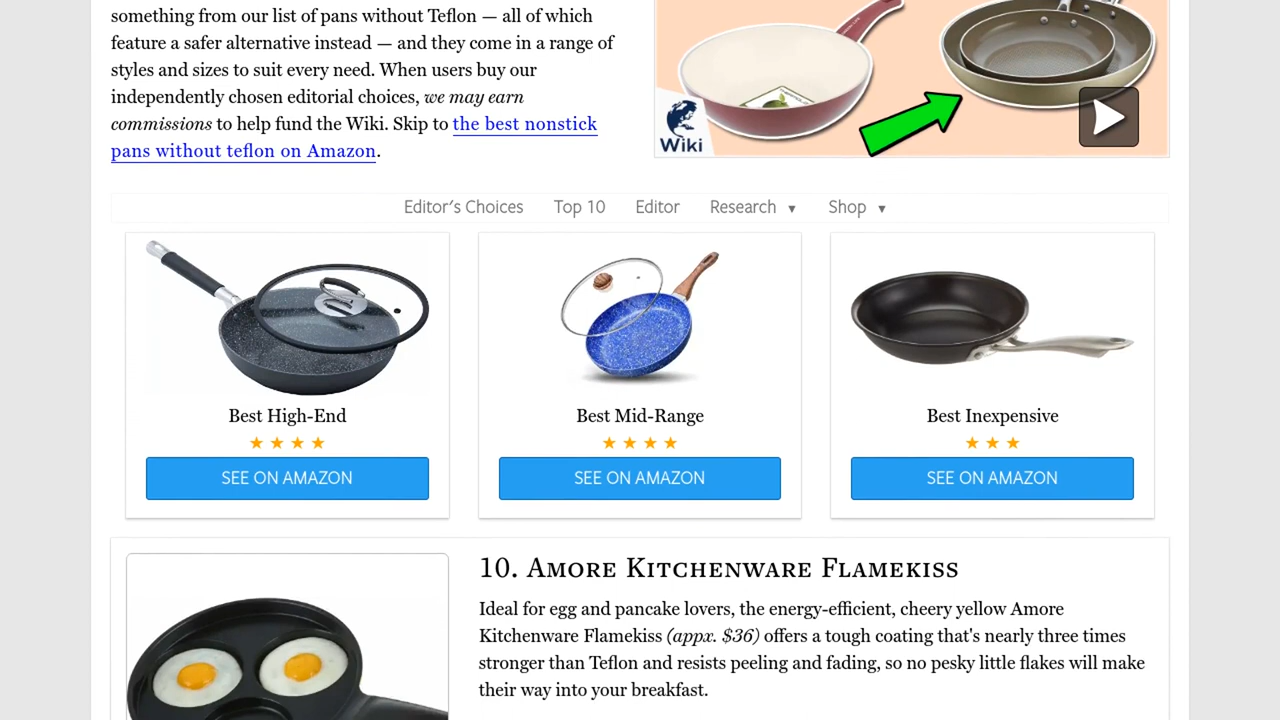 something from our list of pans without Teflon — all of which
feature a safer alternative instead — and they come in a range of
styles and sizes to suit every need. When users buy our
independently chosen editorial choices, we may earn
commissions to help fund the Wiki. Skip to the best nonstick
pans without teflon on Amazon.
Wiki
Editor's Choices Top 10 Editor Research ▼ Shop ▼
Best High-End
★ ★ ★ ★
SEE ON AMAZON
Best Mid-Range
★ ★ ★ ★
SEE ON AMAZON
Best Inexpensive
★ ★ ★
SEE ON AMAZON
10. Amore Kitchenware Flamekiss
Ideal for egg and pancake lovers, the energy-efficient, cheery yellow Amore
Kitchenware Flamekiss (appx. $36) offers a tough coating that's nearly three times
stronger than Teflon and resists peeling and fading, so no pesky little flakes will make
their way into your breakfast.